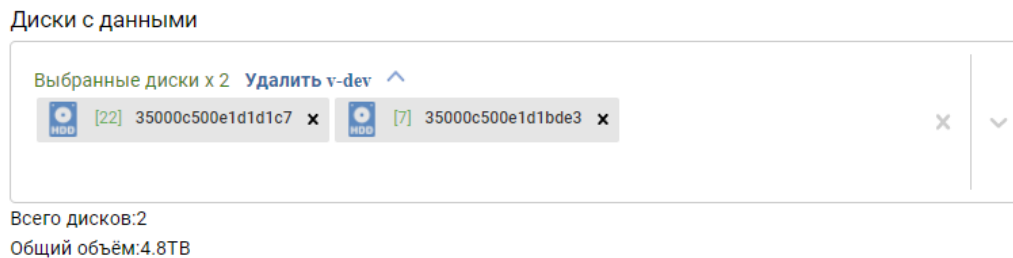 Диски с данными
Выбранные диски x 2 Удалить v-dev
HDD [22] 35000c500e1d1d1c7 x HDD [7] 35000c500e1d1bde3 x
Всего дисков:2
Общий объём:4.8TB